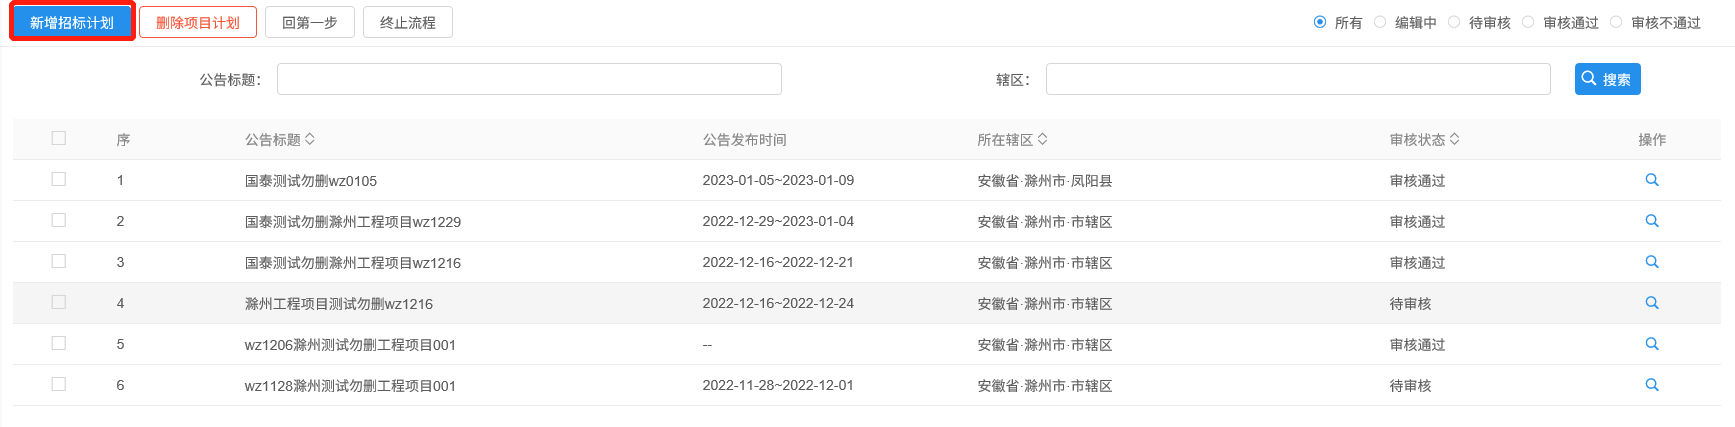 新增招标计划 删除项目计划 回第一步 终止流程 所有 编辑中 待审核 审核通过 审核不通过
公告标题： 辖区： 搜索
序 公告标题 公告发布时间 所在辖区 审核状态 操作
1 国泰测试勿删wz0105 2023-01-05~2023-01-09 安徽省·滁州市·凤阳县 审核通过
2 国泰测试勿删滁州工程项目wz1229 2022-12-29~2023-01-04 安徽省·滁州市·市辖区 审核通过
3 国泰测试勿删滁州工程项目wz1216 2022-12-16~2022-12-21 安徽省·滁州市·市辖区 审核通过
4 滁州工程项目测试勿删wz1216 2022-12-16~2022-12-24 安徽省·滁州市·市辖区 待审核
5 wz1206滁州测试勿删工程项目001 -- 安徽省·滁州市·市辖区 审核通过
6 wz1128滁州测试勿删工程项目001 2022-11-28~2022-12-01 安徽省·滁州市·市辖区 待审核